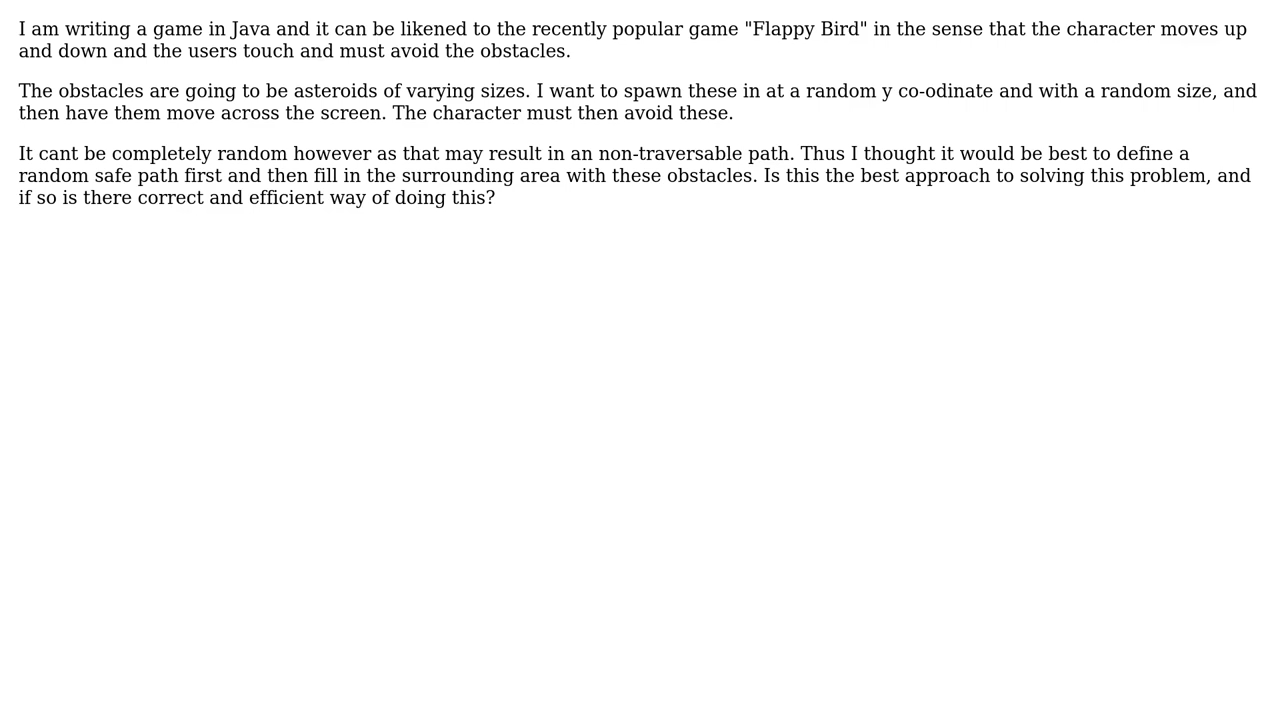 I am writing a game in Java and it can be likened to the recently popular game "Flappy Bird" in the sense that the character moves up
and down and the users touch and must avoid the obstacles.
The obstacles are going to be asteroids of varying sizes. I want to spawn these in at a random y co-odinate and with a random size, and
then have them move across the screen. The character must then avoid these.
It cant be completely random however as that may result in an non-traversable path. Thus I thought it would be best to define a
random safe path first and then fill in the surrounding area with these obstacles. Is this the best approach to solving this problem, and
if so is there correct and efficient way of doing this?